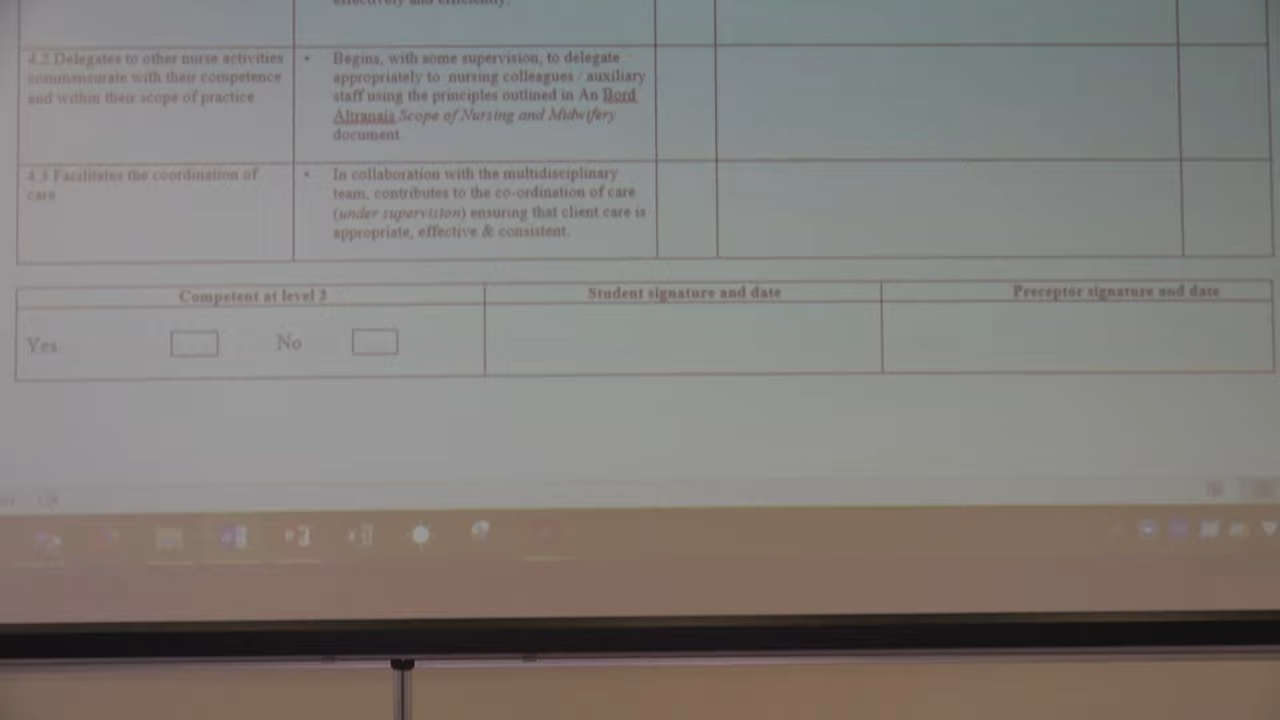 effectively and efficiently.
4.2 Delegates to other nurse activities
commensurate with their competence
and within their scope of practice
• Begins, with some supervision, to delegate
appropriately to nursing colleagues / auxiliary
staff using the principles outlined in An Bord
Altranais Scope of Nursing and Midwifery
document
4.3 Facilitates the coordination of
care
• In collaboration with the multidisciplinary
team, contributes to the co-ordination of care
(under supervision) ensuring that client care is
appropriate, effective & consistent.
Competent at level 3
Student signature and date
Preceptor signature and date
Yes
No